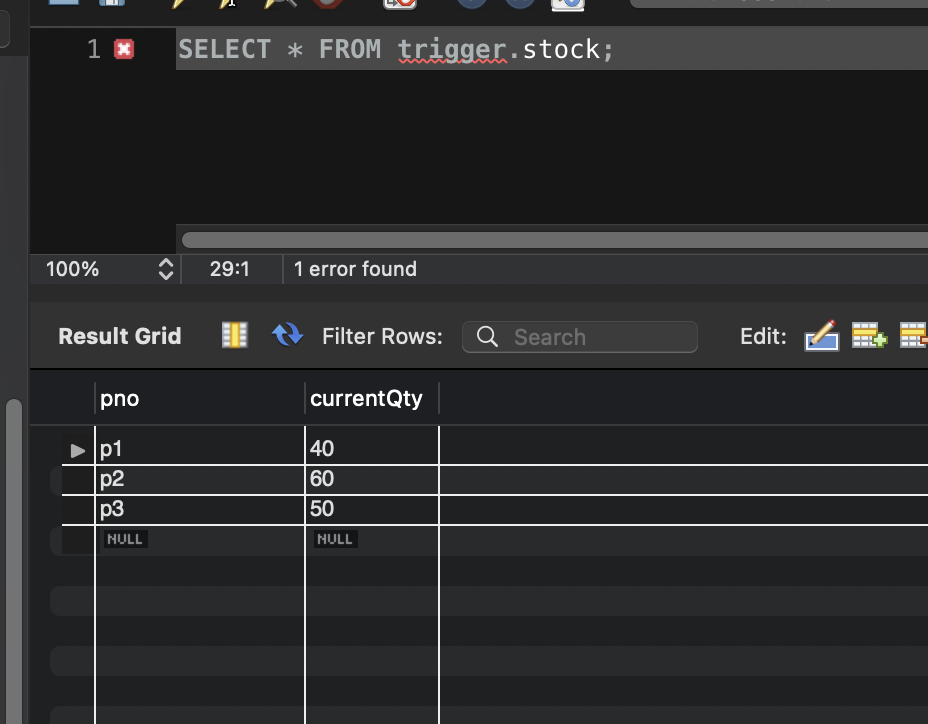 1 SELECT * FROM trigger.stock;
100% 29:1 1 error found
Result Grid Filter Rows: Search Edit:
pno currentQty
p1 40
p2 60
p3 50
NULL NULL